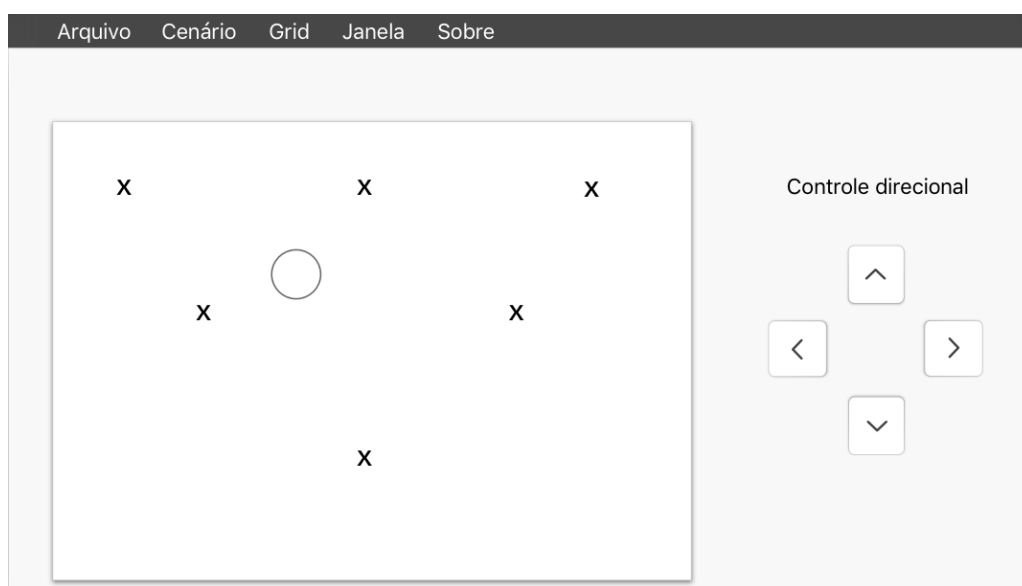 Arquivo Cenário Grid Janela Sobre
x x x
Controle direcional
x x
x